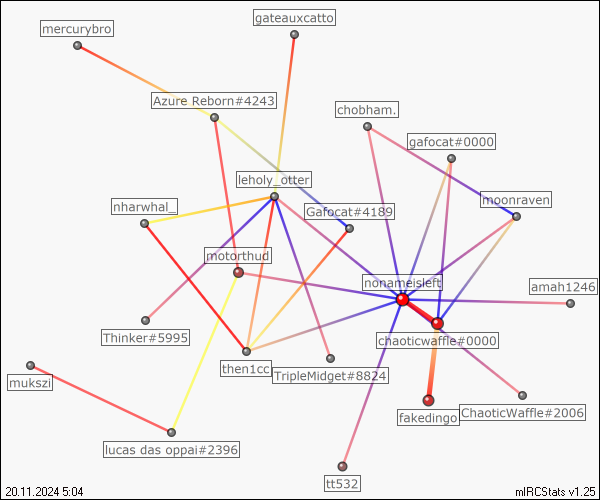 gateauxcatto
mercurybro
Azure Reborn#4243
chobham.
gafocat#0000
leholy_otter
moonraven
nharwhal_
Gafocat#4189
motorthud
nonameisleft
amah1246
Thinker#5995
chaoticwaffle#0000
then1cc
TripleMidget#8824
mukszi
fakedingo
ChaoticWaffle#2006
lucas das oppai#2396
tt532
20.11.2024 5:04
mIRCStats v1.25